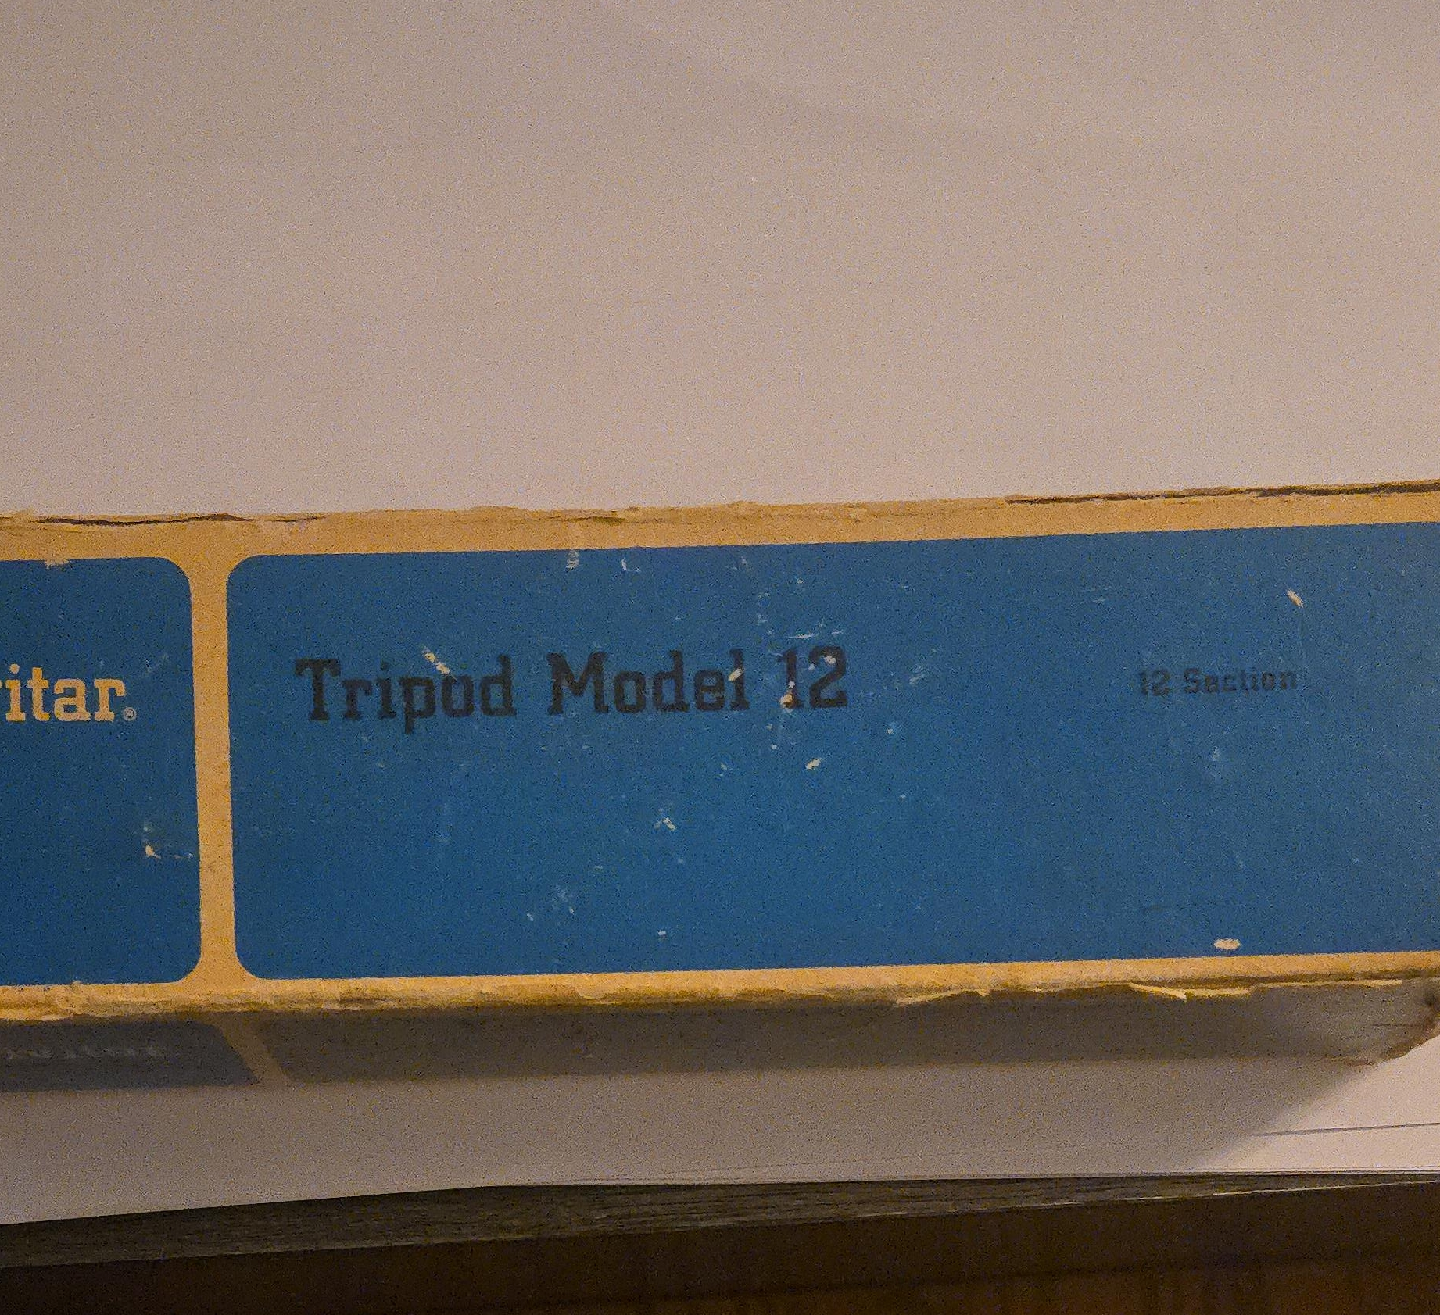 itar®
Tripod Model 12
12 Section